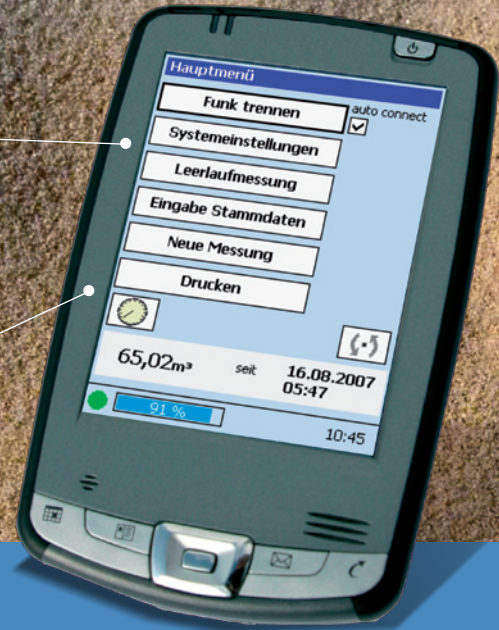 Hauptmenü
Funk trennen
auto connect
Systemeinstellungen
Leerlaufmessung
Eingabe Stammdaten
Neue Messung
Drucken
65,02m³ seit 16.08.2007
05:47
91 %
10:45